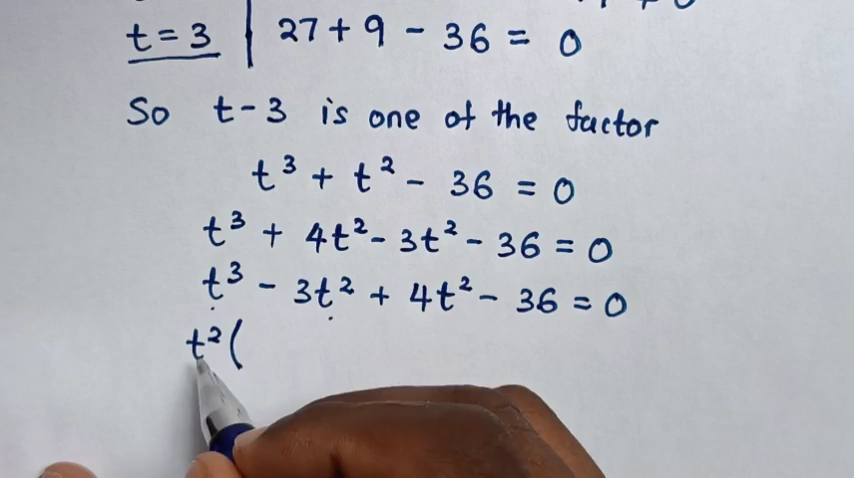 t = 3 | 27 + 9 - 36 = 0
So t - 3 is one of the factor
t³ + t² - 36 = 0
t³ + 4t² - 3t² - 36 = 0
t³ - 3t² + 4t² - 36 = 0
t² (